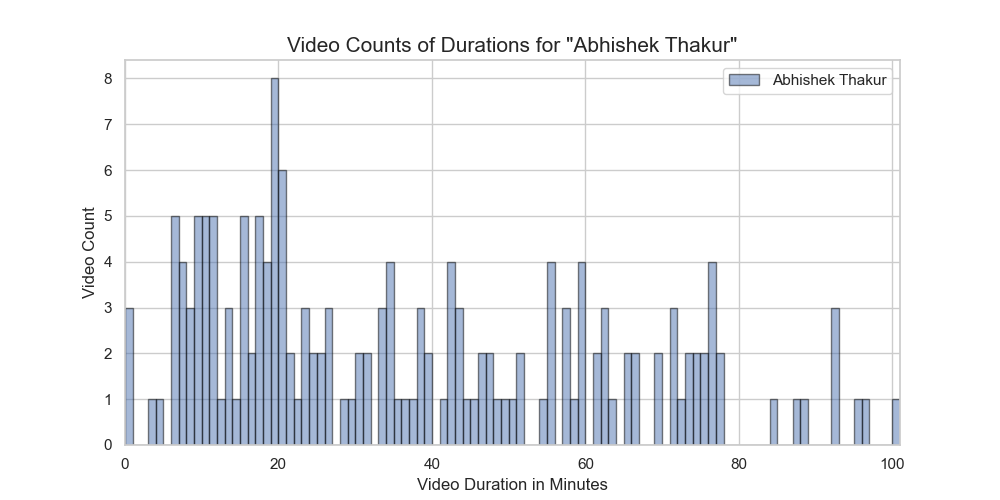 Video Counts of Durations for "Abhishek Thakur"
Abhishek Thakur
8
7
6
5
4
3
2
1
0
Video Count
0 20 40 60 80 100
Video Duration in Minutes